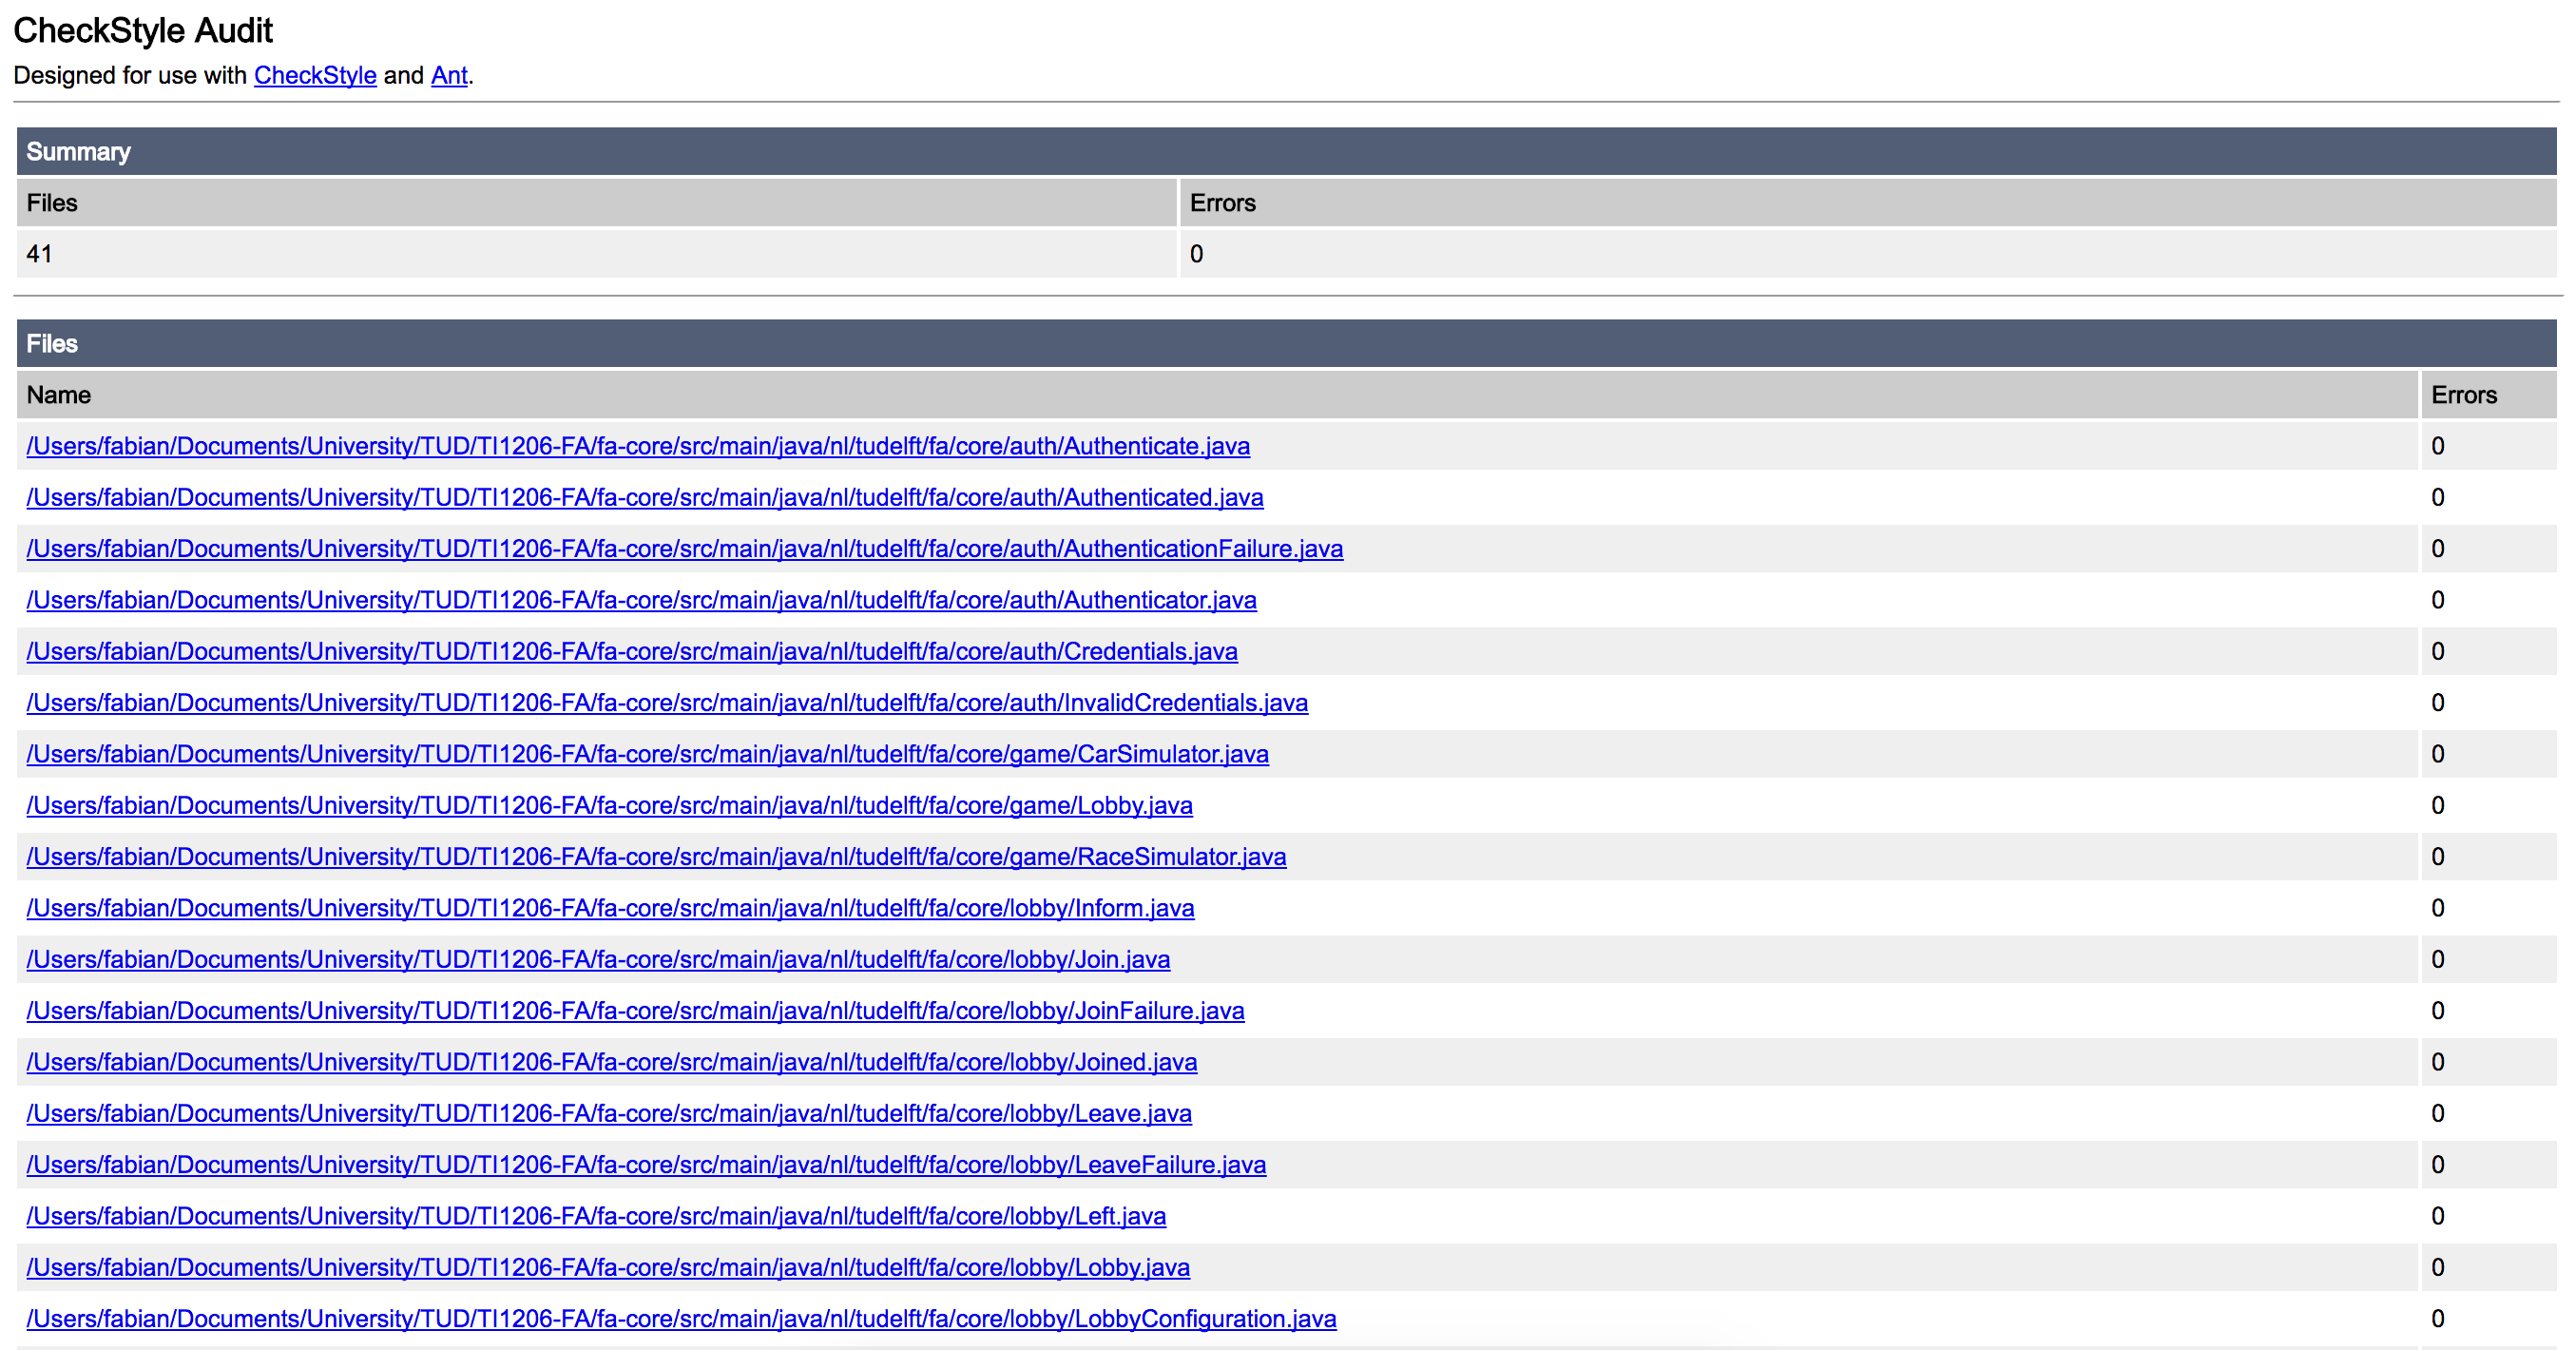 CheckStyle Audit
Designed for use with CheckStyle and Ant.
Summary
Files Errors
41 0
Files
Name Errors
/Users/fabian/Documents/University/TUD/TI1206-FA/fa-core/src/main/java/nl/tudelft/fa/core/auth/Authenticate.java 0
/Users/fabian/Documents/University/TUD/TI1206-FA/fa-core/src/main/java/nl/tudelft/fa/core/auth/Authenticated.java 0
/Users/fabian/Documents/University/TUD/TI1206-FA/fa-core/src/main/java/nl/tudelft/fa/core/auth/AuthenticationFailure.java 0
/Users/fabian/Documents/University/TUD/TI1206-FA/fa-core/src/main/java/nl/tudelft/fa/core/auth/Authenticator.java 0
/Users/fabian/Documents/University/TUD/TI1206-FA/fa-core/src/main/java/nl/tudelft/fa/core/auth/Credentials.java 0
/Users/fabian/Documents/University/TUD/TI1206-FA/fa-core/src/main/java/nl/tudelft/fa/core/auth/InvalidCredentials.java 0
/Users/fabian/Documents/University/TUD/TI1206-FA/fa-core/src/main/java/nl/tudelft/fa/core/game/CarSimulator.java 0
/Users/fabian/Documents/University/TUD/TI1206-FA/fa-core/src/main/java/nl/tudelft/fa/core/game/Lobby.java 0
/Users/fabian/Documents/University/TUD/TI1206-FA/fa-core/src/main/java/nl/tudelft/fa/core/game/RaceSimulator.java 0
/Users/fabian/Documents/University/TUD/TI1206-FA/fa-core/src/main/java/nl/tudelft/fa/core/lobby/Inform.java 0
/Users/fabian/Documents/University/TUD/TI1206-FA/fa-core/src/main/java/nl/tudelft/fa/core/lobby/Join.java 0
/Users/fabian/Documents/University/TUD/TI1206-FA/fa-core/src/main/java/nl/tudelft/fa/core/lobby/JoinFailure.java 0
/Users/fabian/Documents/University/TUD/TI1206-FA/fa-core/src/main/java/nl/tudelft/fa/core/lobby/Joined.java 0
/Users/fabian/Documents/University/TUD/TI1206-FA/fa-core/src/main/java/nl/tudelft/fa/core/lobby/Leave.java 0
/Users/fabian/Documents/University/TUD/TI1206-FA/fa-core/src/main/java/nl/tudelft/fa/core/lobby/LeaveFailure.java 0
/Users/fabian/Documents/University/TUD/TI1206-FA/fa-core/src/main/java/nl/tudelft/fa/core/lobby/Left.java 0
/Users/fabian/Documents/University/TUD/TI1206-FA/fa-core/src/main/java/nl/tudelft/fa/core/lobby/Lobby.java 0
/Users/fabian/Documents/University/TUD/TI1206-FA/fa-core/src/main/java/nl/tudelft/fa/core/lobby/LobbyConfiguration.java 0